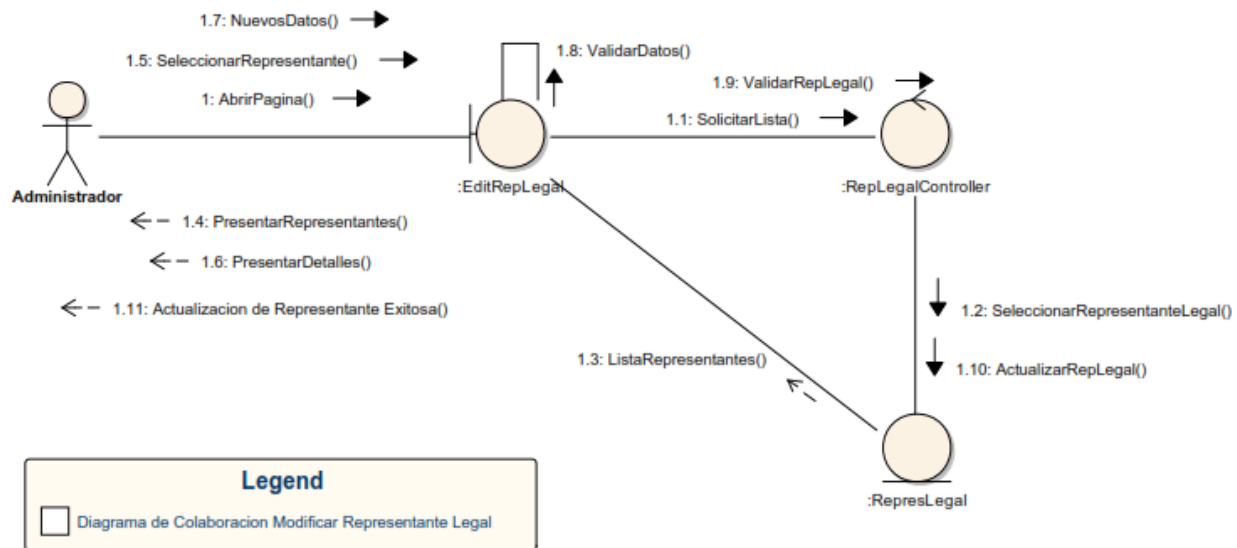 1.7: NuevosDatos()
1.5: SeleccionarRepresentante()
1: AbrirPagina()
1.8: ValidarDatos()
1.9: ValidarRepLegal()
1.1: SolicitarLista()
:EditRepLegal
:RepLegalController
Administrador
1.4: PresentarRepresentantes()
1.6: PresentarDetalles()
1.11: Actualizacion de Representante Exitosa()
1.2: SeleccionarRepresentanteLegal()
1.3: ListaRepresentantes()
1.10: ActualizarRepLegal()
:RepresLegal
Legend
Diagrama de Colaboracion Modificar Representante Legal